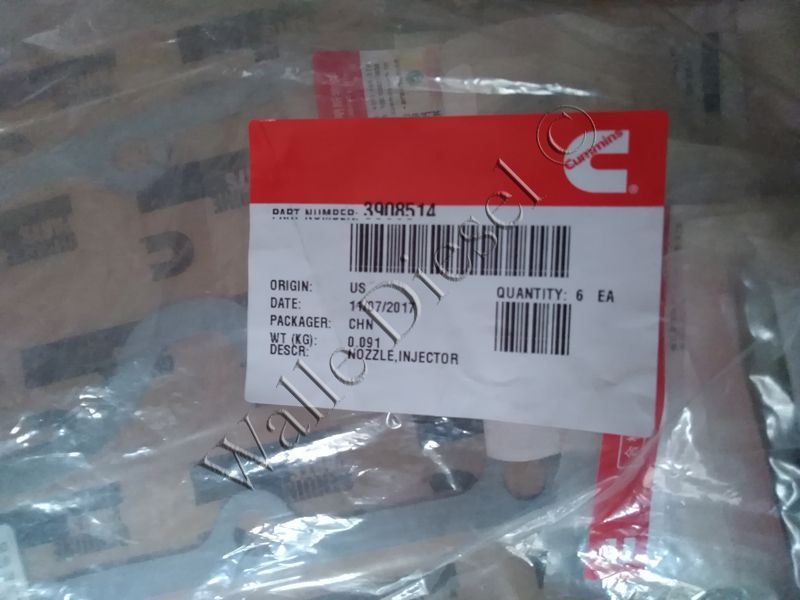 Cummins
PART NUMBER: 3908514
ORIGIN: US
QUANTITY: 6 EA
DATE: 11/07/2017
PACKAGER: CHN
WT (KG): 0.091
DESCR: NOZZLE,INJECTOR
Walle Diesel ©